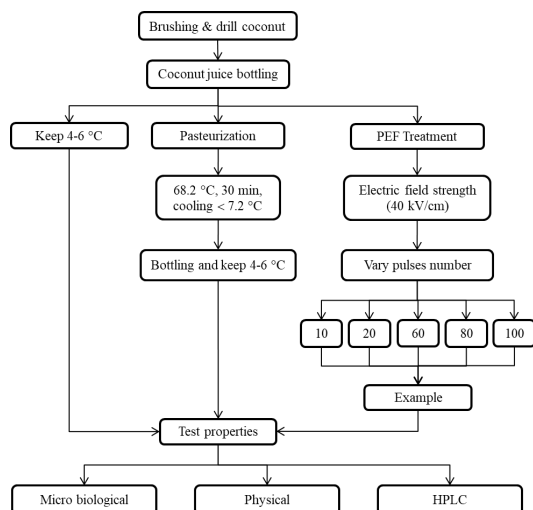 Brushing & drill coconut
Coconut juice bottling
Keep 4-6 °C
Pasteurization
PEF Treatment
68.2 °C, 30 min,
cooling < 7.2 °C
Electric field strength
(40 kV/cm)
Bottling and keep 4-6 °C
Vary pulses number
10
20
60
80
100
Example
Test properties
Micro biological
Physical
HPLC